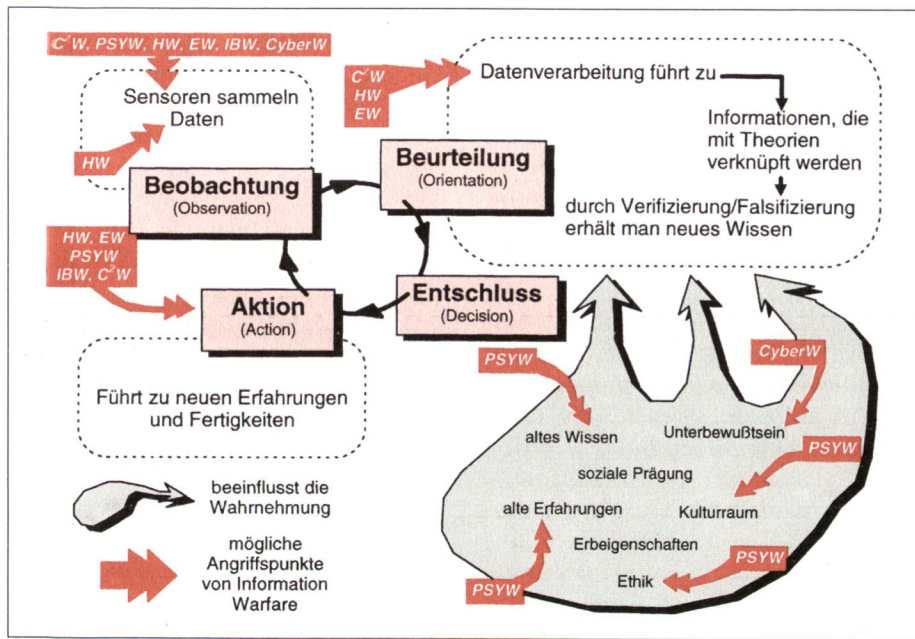 C²W, PSYW, HW, EW, IBW, CyberW
Sensoren sammeln
Daten
HW
C²W
HW
EW
Datenverarbeitung führt zu
Informationen, die
mit Theorien
verknüpft werden
durch Verifizierung/Falsifizierung
erhält man neues Wissen
Beobachtung
(Observation)
Beurteilung
(Orientation)
HW, EW
PSYW
IBW, C²W
Aktion
(Action)
Entschluss
(Decision)
Führt zu neuen Erfahrungen
und Fertigkeiten
PSYW
CyberW
altes Wissen
Unterbewußtsein
soziale Prägung
PSYW
alte Erfahrungen
Kulturraum
Erbeigenschaften
PSYW
Ethik
PSYW
beeinflusst die
Wahrnehmung
mögliche
Angriffspunkte
von Information
Warfare